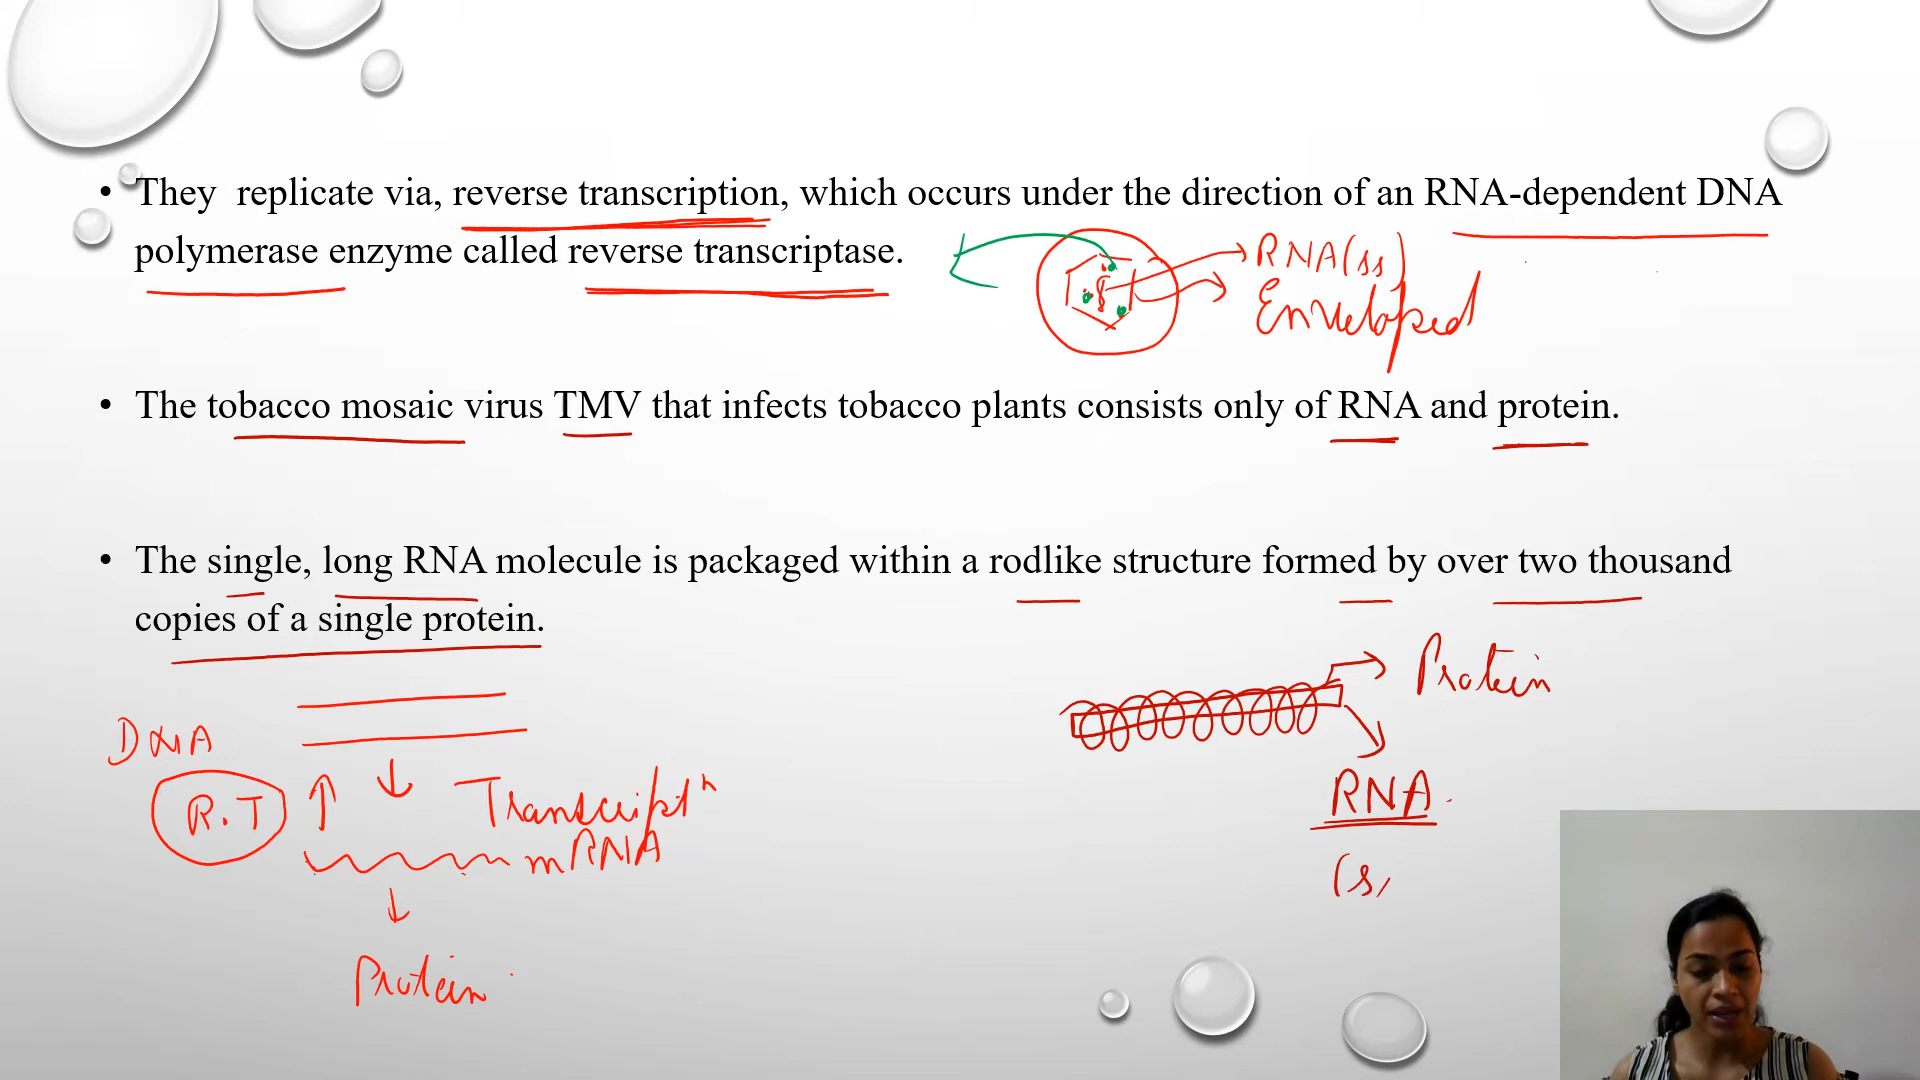 • They replicate via, reverse transcription, which occurs under the direction of an RNA-dependent DNA
polymerase enzyme called reverse transcriptase.
RNA(ss)
Enveloped
• The tobacco mosaic virus TMV that infects tobacco plants consists only of RNA and protein.
• The single, long RNA molecule is packaged within a rodlike structure formed by over two thousand
copies of a single protein.
Protein
RNA
(s,
DNA
R.T
Transcriptn
mRNA
Protein